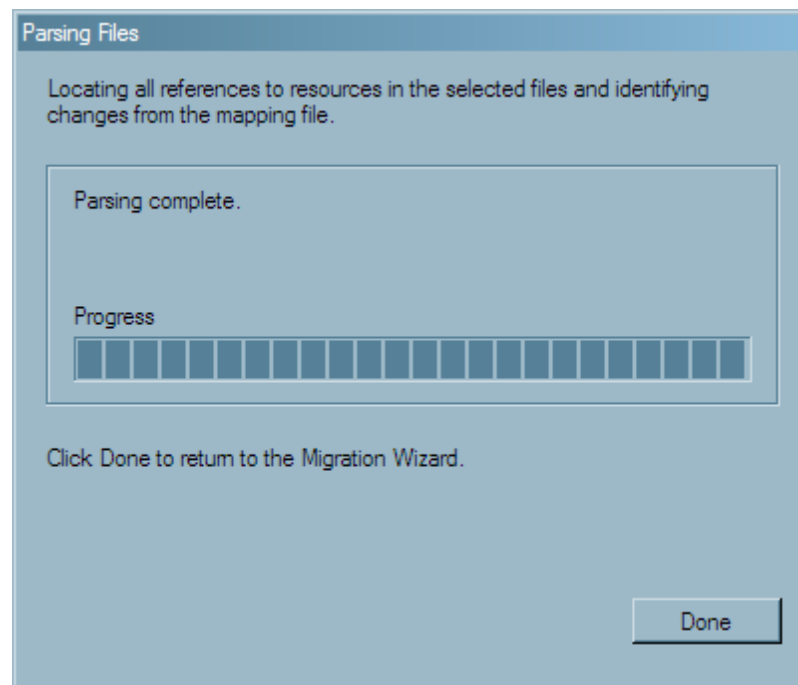 Parsing Files
Locating all references to resources in the selected files and identifying
changes from the mapping file.
Parsing complete.
Progress
Click Done to return to the Migration Wizard.
Done